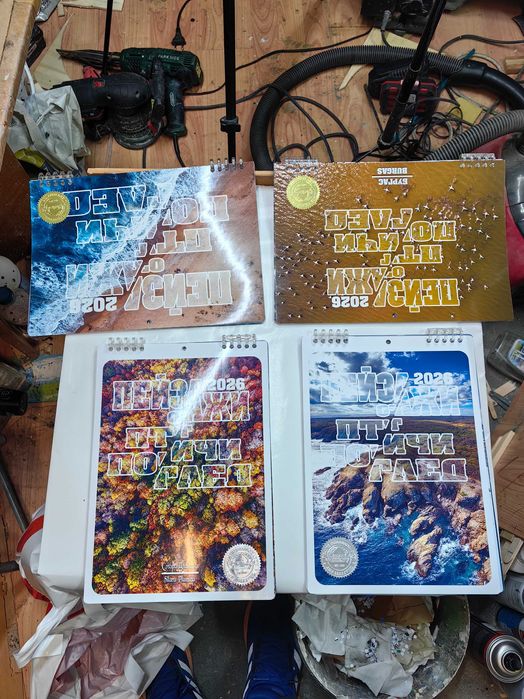 ПЕЙЗАЖИ
2026
ОТ
ПТИЧИ
ПОГЛЕД
БУРГАС
BURGAS
ПЕЙЗАЖИ
2026
ОТ
ПТИЧИ
ПОГЛЕД
ПЕЙЗАЖИ
2026
ОТ
ПТИЧИ
ПОГЛЕД
ПЕЙЗАЖИ
2026
ОТ
ПТИЧИ
ПОГЛЕД